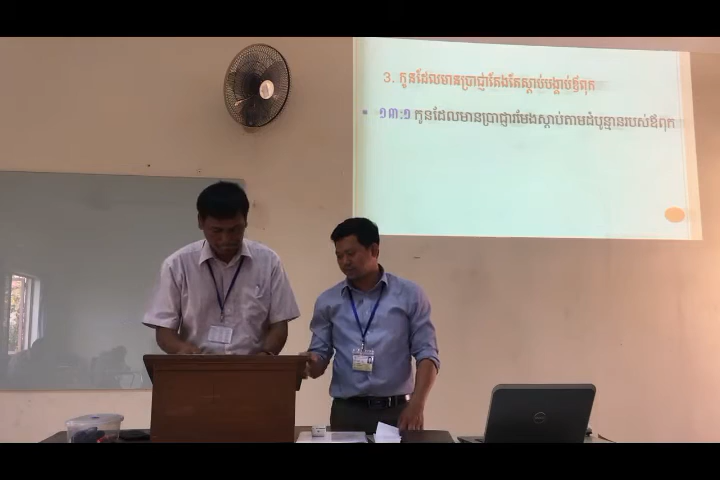 3. កូនដែលមានប្រាជ្ញាតែងតែស្តាប់បង្គាប់ឪពុក
១៣:១ កូនដែលមានប្រាជ្ញារមែងស្តាប់តាមដំបូន្មានរបស់ឪពុក
DELL